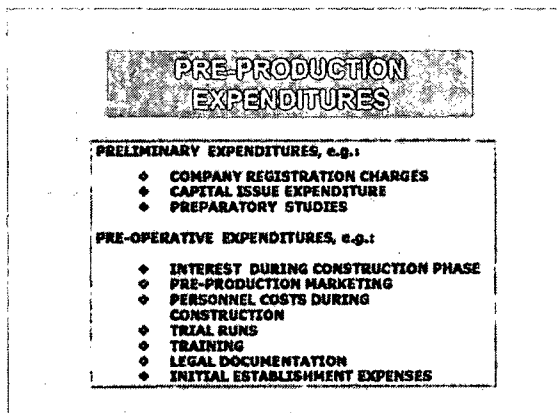 PRE-PRODUCTION
EXPENDITURES
PRELIMINARY EXPENDITURES, e.g.:
❖ COMPANY REGISTRATION CHARGES
❖ CAPITAL ISSUE EXPENDITURE
❖ PREPARATORY STUDIES
PRE-OPERATIVE EXPENDITURES, e.g.:
❖ INTEREST DURING CONSTRUCTION PHASE
❖ PRE-PRODUCTION MARKETING
❖ PERSONNEL COSTS DURING
CONSTRUCTION
❖ TRIAL RUNS
❖ TRAINING
❖ LEGAL DOCUMENTATION
❖ INITIAL ESTABLISHMENT EXPENSES